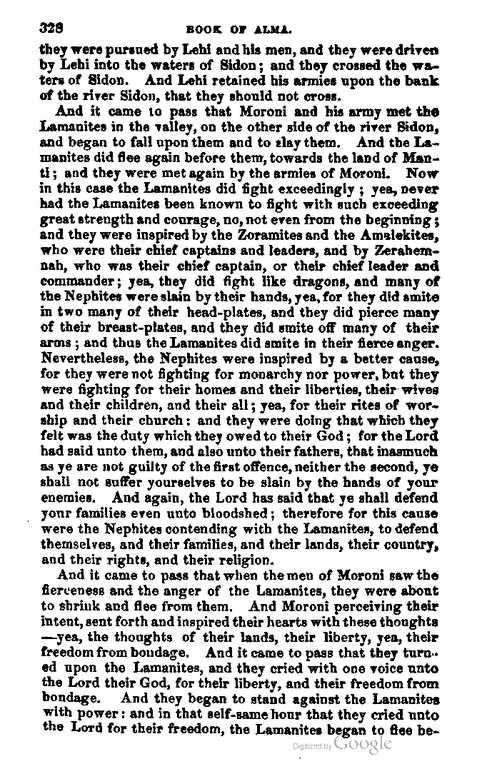 328 BOOK OF ALMA.
they were pursued by Lehi and his men, and they were driven
by Lehi into the waters of Sidon; and they crossed the wa-
ters of Sidon. And Lehi retained his armies upon the bank
of the river Sidon, that they should not cross.
And it came to pass that Moroni and his army met the
Lamanites in the valley, on the other side of the river Sidon,
and began to fall upon them and to slay them. And the La-
manites did flee again before them, towards the land of Man-
ti; and they were met again by the armies of Moroni. Now
in this case the Lamanites did fight exceedingly; yea, never
had the Lamanites been known to fight with such exceeding
great strength and courage, no, not even from the beginning;
and they were inspired by the Zoramites and the Amalekites,
who were their chief captains and leaders, and by Zerahem-
nah, who was their chief captain, or their chief leader and
commander; yea, they did fight like dragons, and many of
the Nephites were slain by their hands, yea, for they did smite
in two many of their head-plates, and they did pierce many
of their breast-plates, and they did smite off many of their
arms; and thus the Lamanites did smite in their fierce anger.
Nevertheless, the Nephites were inspired by a better cause,
for they were not fighting for monarchy nor power, but they
were fighting for their homes and their liberties, their wives
and their children, and their all; yea, for their rites of wor-
ship and their church: and they were doing that which they
felt was the duty which they owed to their God; for the Lord
had said unto them, and also unto their fathers, that inasmuch
as ye are not guilty of the first offence, neither the second, ye
shall not suffer yourselves to be slain by the hands of your
enemies. And again, the Lord has said that ye shall defend
your families even unto bloodshed; therefore for this cause
were the Nephites contending with the Lamanites, to defend
themselves, and their families, and their lands, their country,
and their rights, and their religion.
And it came to pass that when the men of Moroni saw the
fierceness and the anger of the Lamanites, they were about
to shrink and flee from them. And Moroni perceiving their
intent, sent forth and inspired their hearts with these thoughts
—yea, the thoughts of their lands, their liberty, yea, their
freedom from bondage. And it came to pass that they turn-
ed upon the Lamanites, and they cried with one voice unto
the Lord their God, for their liberty, and their freedom from
bondage. And they began to stand against the Lamanites
with power: and in that self-same hour that they cried unto
the Lord for their freedom, the Lamanites began to flee be-
Digitized by Google